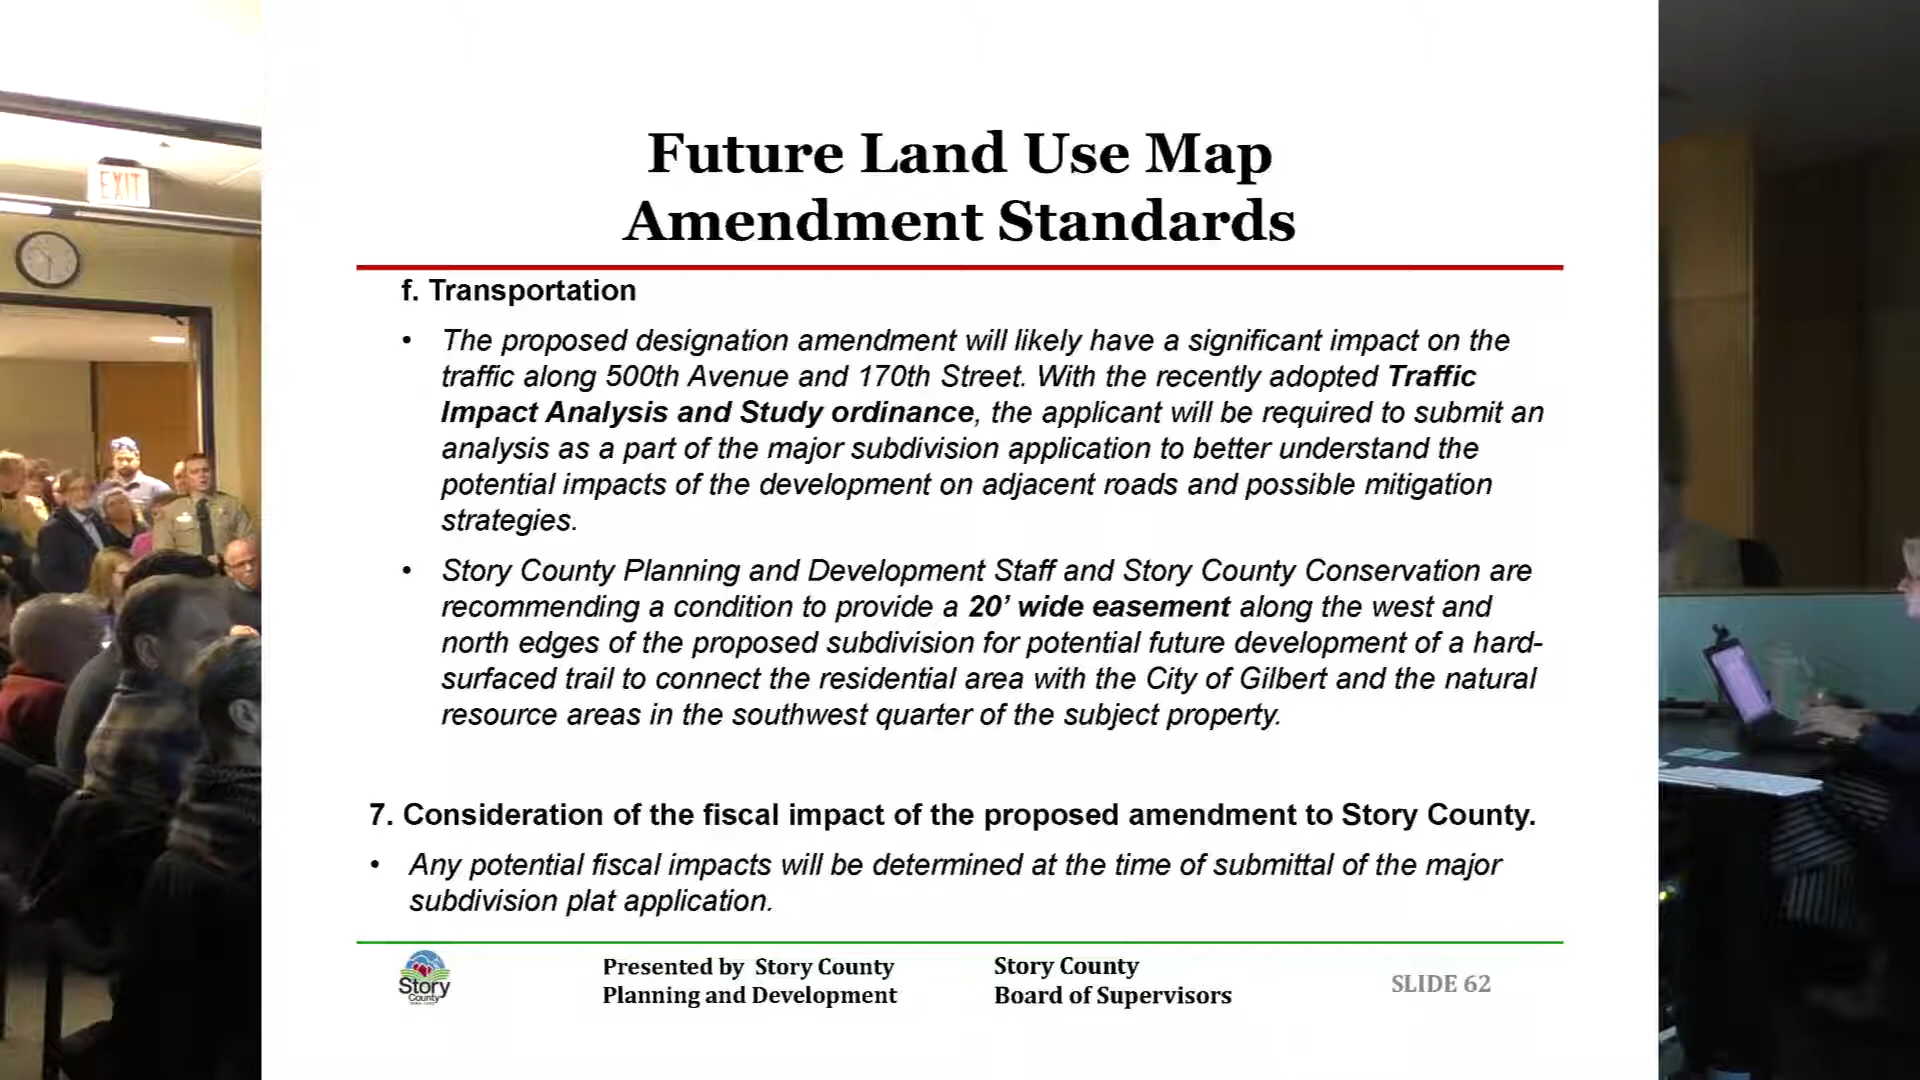 EXIT
Future Land Use Map
Amendment Standards
f. Transportation
• The proposed designation amendment will likely have a significant impact on the
traffic along 500th Avenue and 170th Street. With the recently adopted Traffic
Impact Analysis and Study ordinance, the applicant will be required to submit an
analysis as a part of the major subdivision application to better understand the
potential impacts of the development on adjacent roads and possible mitigation
strategies.
• Story County Planning and Development Staff and Story County Conservation are
recommending a condition to provide a 20’ wide easement along the west and
north edges of the proposed subdivision for potential future development of a hard-
surfaced trail to connect the residential area with the City of Gilbert and the natural
resource areas in the southwest quarter of the subject property.
7. Consideration of the fiscal impact of the proposed amendment to Story County.
• Any potential fiscal impacts will be determined at the time of submittal of the major
subdivision plat application.
Story
County
Presented by Story County
Planning and Development
Story County
Board of Supervisors
SLIDE 62